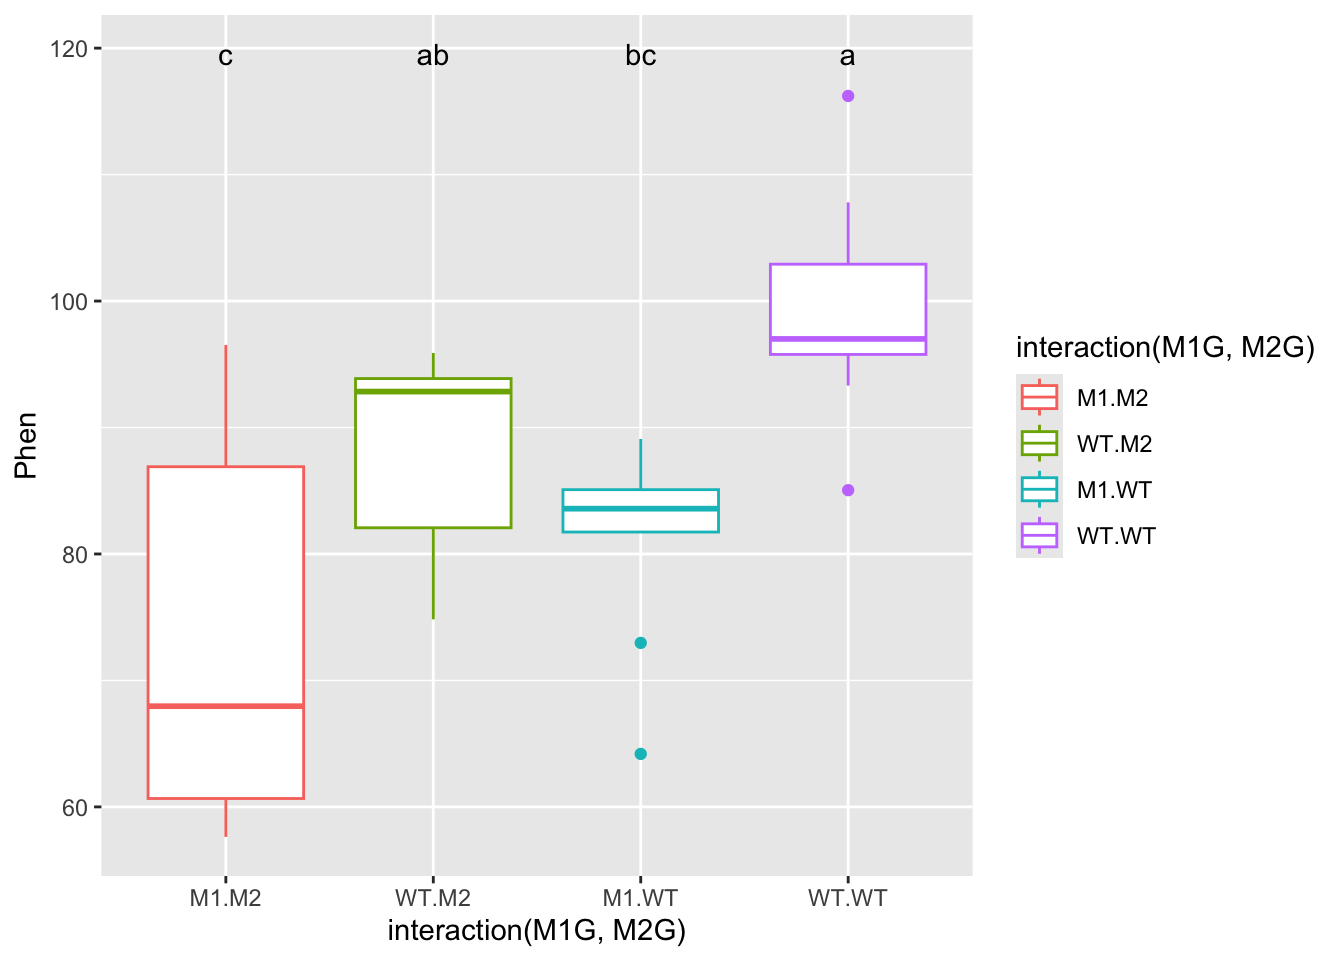 c ab bc a
120
100
80
60
Phen
M1.M2 WT.M2 M1.WT WT.WT
interaction(M1G, M2G)
interaction(M1G, M2G)
M1.M2
WT.M2
M1.WT
WT.WT